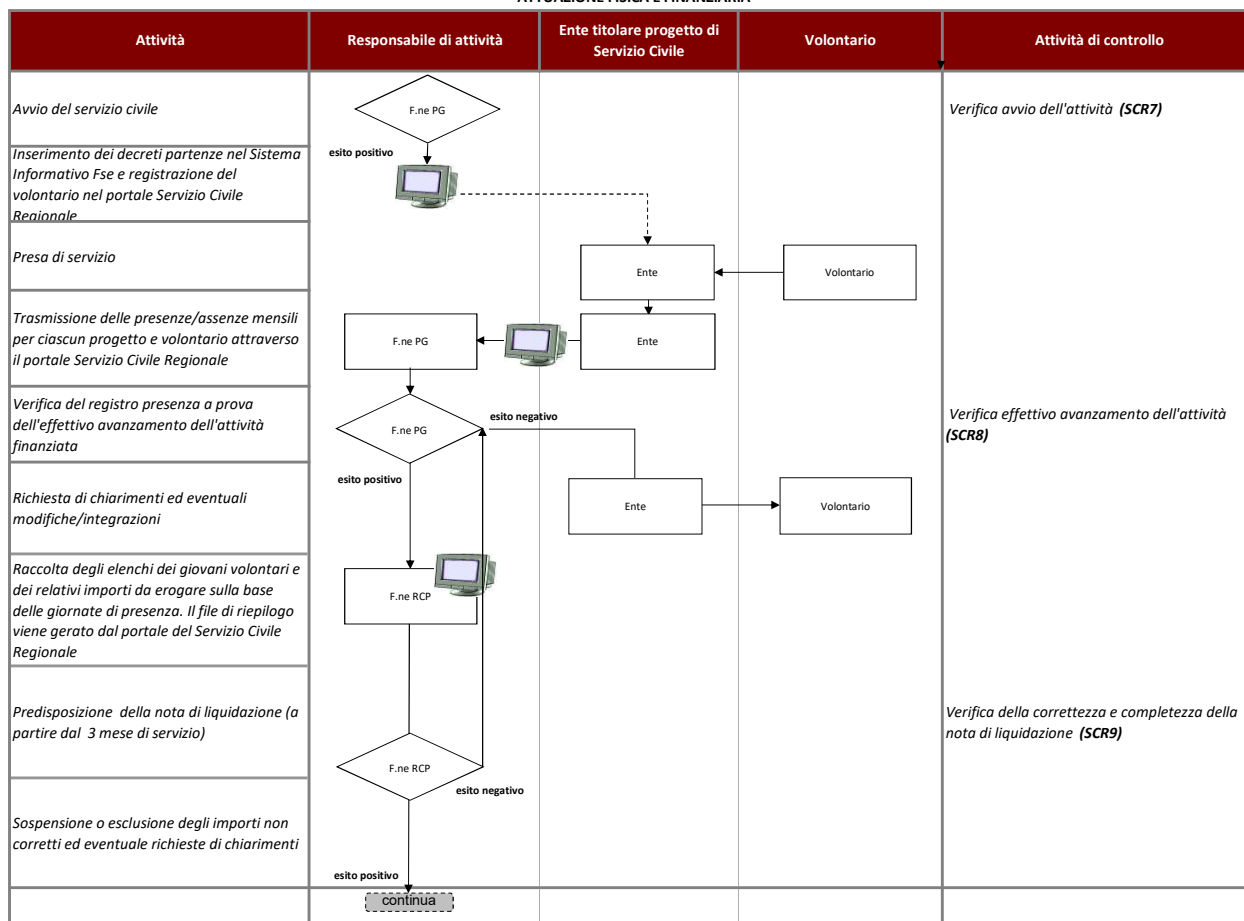 ATTUAZIONE FISICA E FINANZIARIA
Attività
Responsabile di attività
Ente titolare progetto di
Servizio Civile
Volontario
Attività di controllo
Avvio del servizio civile
F.ne PG
Verifica avvio dell'attività (SCR7)
esito positivo
Inserimento dei decreti partenze nel Sistema
Informativo Fse e registrazione del
volontario nel portale Servizio Civile
Regionale
Presa di servizio
Ente
Volontario
Trasmissione delle presenze/assenze mensili
per ciascun progetto e volontario attraverso
il portale Servizio Civile Regionale
F.ne PG
Ente
Verifica del registro presenza a prova
dell'effettivo avanzamento dell'attività
finanziata
F.ne PG
esito negativo
Verifica effettivo avanzamento dell'attività
(SCR8)
esito positivo
Richiesta di chiarimenti ed eventuali
modifiche/integrazioni
Ente
Volontario
Raccolta degli elenchi dei giovani volontari e
dei relativi importi da erogare sulla base
delle giornate di presenza. Il file di riepilogo
viene gerato dal portale del Servizio Civile
Regionale
F.ne RCP
Predisposizione della nota di liquidazione (a
partire dal 3 mese di servizio)
Verifica della correttezza e completezza della
nota di liquidazione (SCR9)
F.ne RCP
esito negativo
Sospensione o esclusione degli importi non
corretti ed eventuale richieste di chiarimenti
esito positivo
continua